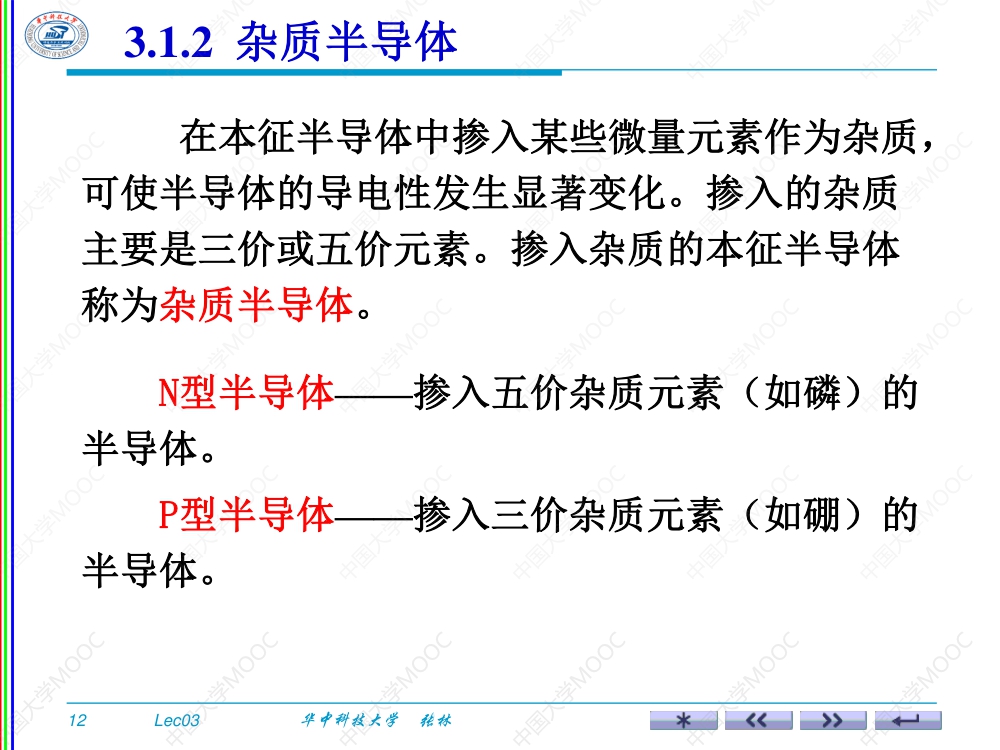 3.1.2 杂质半导体
在本征半导体中掺入某些微量元素作为杂质，
可使半导体的导电性发生显著变化。掺入的杂质
主要是三价或五价元素。掺入杂质的本征半导体
称为杂质半导体。
N型半导体——掺入五价杂质元素（如磷）的
半导体。
P型半导体——掺入三价杂质元素（如硼）的
半导体。
12 Lec03 华中科技大学 张林
中国大学MOOC